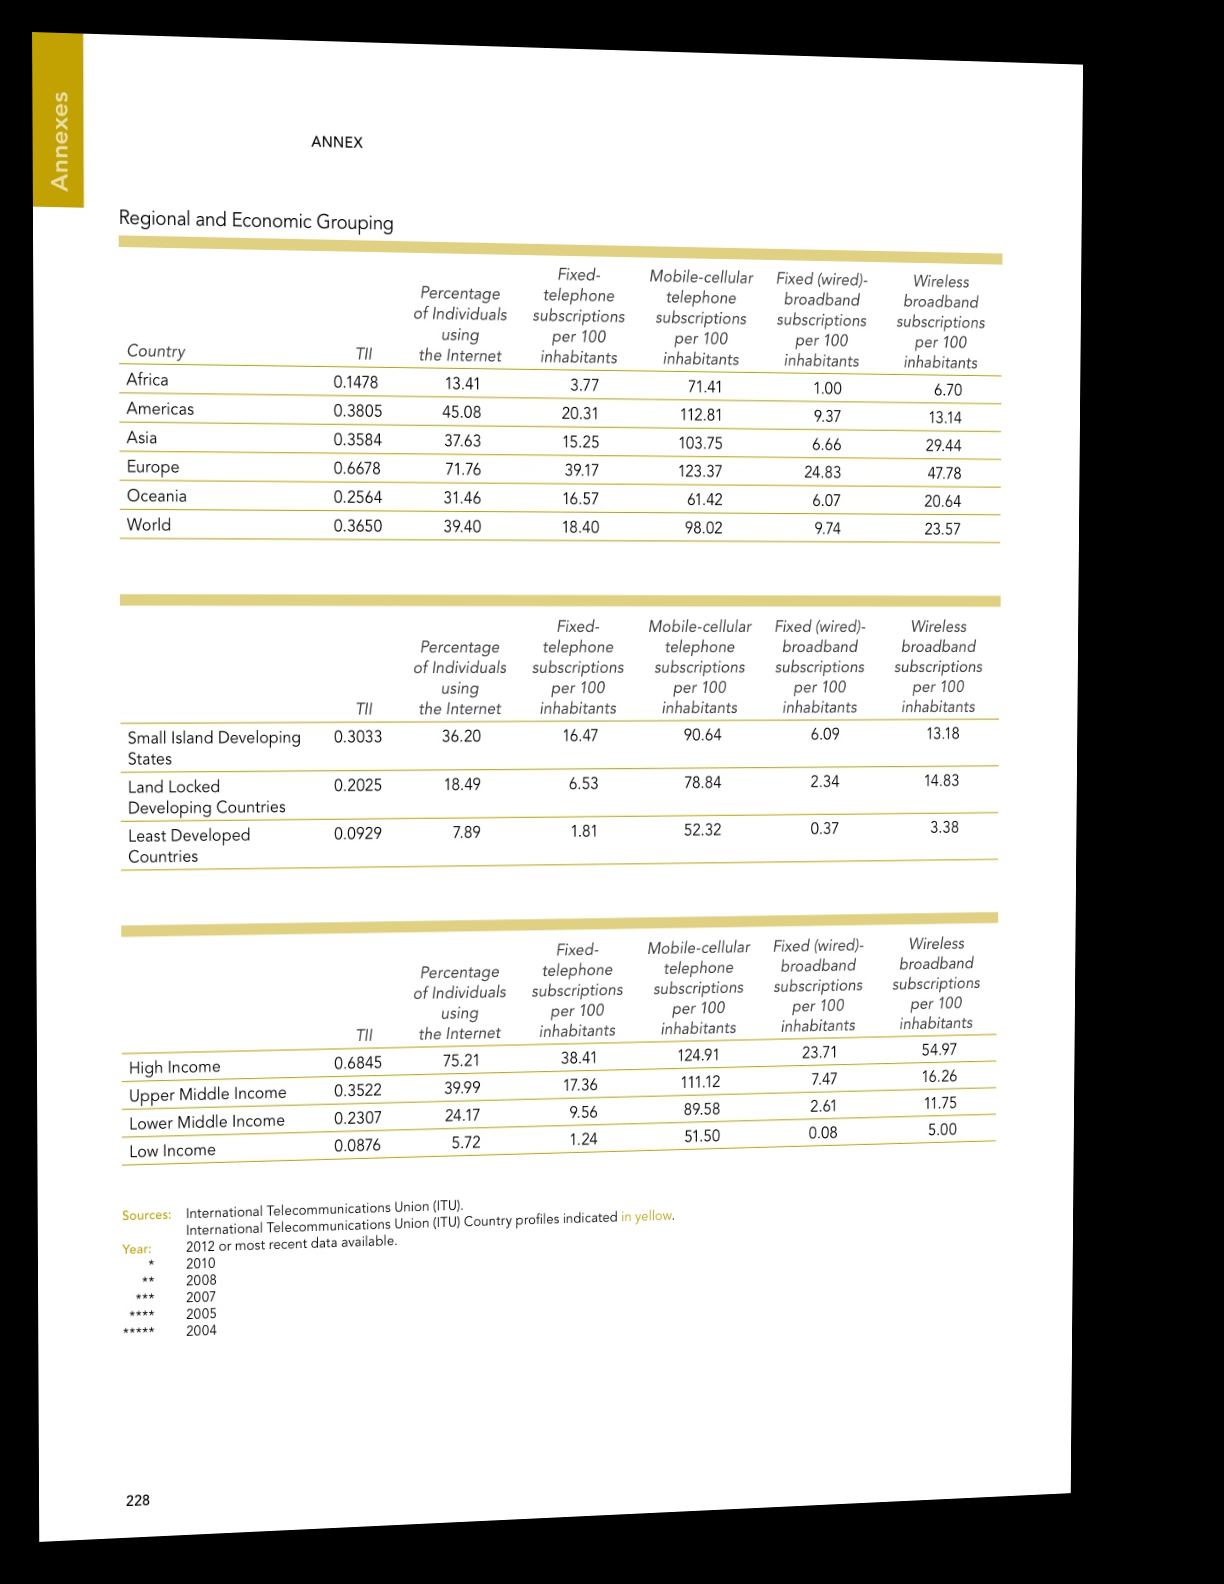 Annexes
ANNEX
Regional and Economic Grouping
Country TII Percentage of Individuals using the Internet Fixed-telephone subscriptions per 100 inhabitants Mobile-cellular telephone subscriptions per 100 inhabitants Fixed (wired)-broadband subscriptions per 100 inhabitants Wireless broadband subscriptions per 100 inhabitants
Africa 0.1478 13.41 3.77 71.41 1.00 6.70
Americas 0.3805 45.08 20.31 112.81 9.37 13.14
Asia 0.3584 37.63 15.25 103.75 6.66 29.44
Europe 0.6678 71.76 39.17 123.37 24.83 47.78
Oceania 0.2564 31.46 16.57 61.42 6.07 20.64
World 0.3650 39.40 18.40 98.02 9.74 23.57
TII Percentage of Individuals using the Internet Fixed-telephone subscriptions per 100 inhabitants Mobile-cellular telephone subscriptions per 100 inhabitants Fixed (wired)-broadband subscriptions per 100 inhabitants Wireless broadband subscriptions per 100 inhabitants
Small Island Developing States 0.3033 36.20 16.47 90.64 6.09 13.18
Land Locked Developing Countries 0.2025 18.49 6.53 78.84 2.34 14.83
Least Developed Countries 0.0929 7.89 1.81 52.32 0.37 3.38
TII Percentage of Individuals using the Internet Fixed-telephone subscriptions per 100 inhabitants Mobile-cellular telephone subscriptions per 100 inhabitants Fixed (wired)-broadband subscriptions per 100 inhabitants Wireless broadband subscriptions per 100 inhabitants
High Income 0.6845 75.21 38.41 124.91 23.71 54.97
Upper Middle Income 0.3522 39.99 17.36 111.12 7.47 16.26
Lower Middle Income 0.2307 24.17 9.56 89.58 2.61 11.75
Low Income 0.0876 5.72 1.24 51.50 0.08 5.00
Sources: International Telecommunications Union (ITU).
International Telecommunications Union (ITU) Country profiles indicated in yellow.
Year: 2012 or most recent data available.
* 2010
** 2008
*** 2007
**** 2005
***** 2004
228